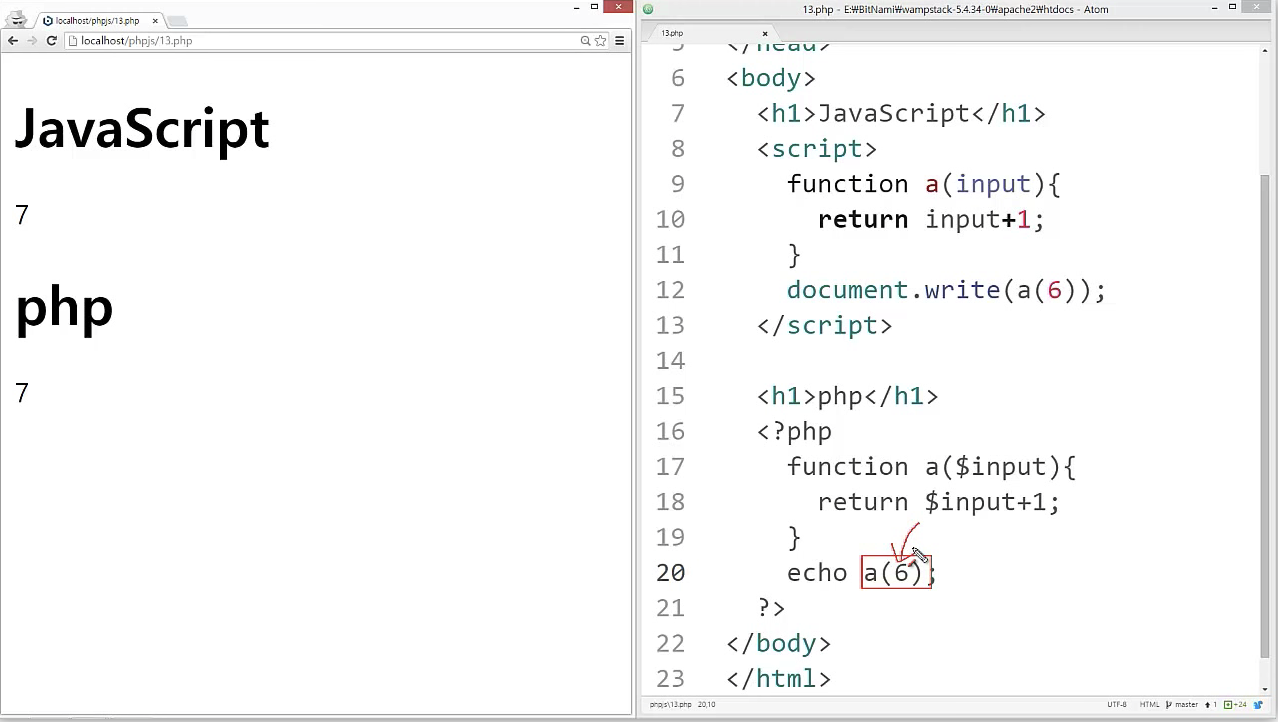 localhost/phpjs/13.php
localhost/phpjs/13.php
JavaScript
7
php
7
13.php - E:₩BitNami₩wampstack-5.4.34-0₩apache2₩htdocs - Atom
13.php
5 </head>
6 <body>
7 <h1>JavaScript</h1>
8 <script>
9 function a(input){
10 return input+1;
11 }
12 document.write(a(6));
13 </script>
14
15 <h1>php</h1>
16 <?php
17 function a($input){
18 return $input+1;
19 }
20 echo a(6);
21 ?>
22 </body>
23 </html>
phpjs\13.php 20,10 UTF-8 HTML master 1 +24